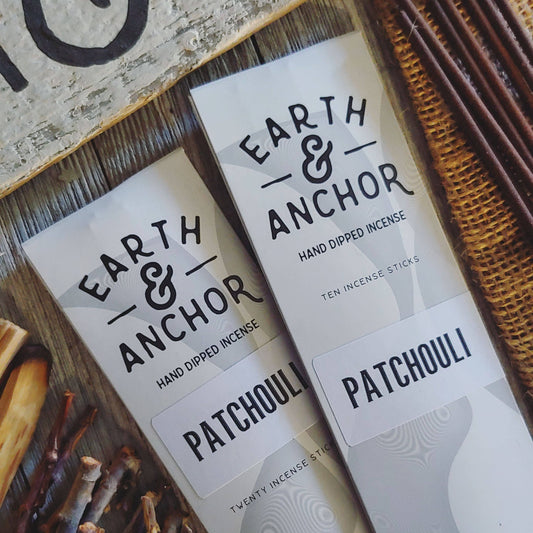 EARTH
&
ANCHOR
HAND DIPPED INCENSE
PATCHOULI
TWENTY INCENSE STICKS
EARTH
&
ANCHOR
HAND DIPPED INCENSE
TEN INCENSE STICKS
PATCHOULI